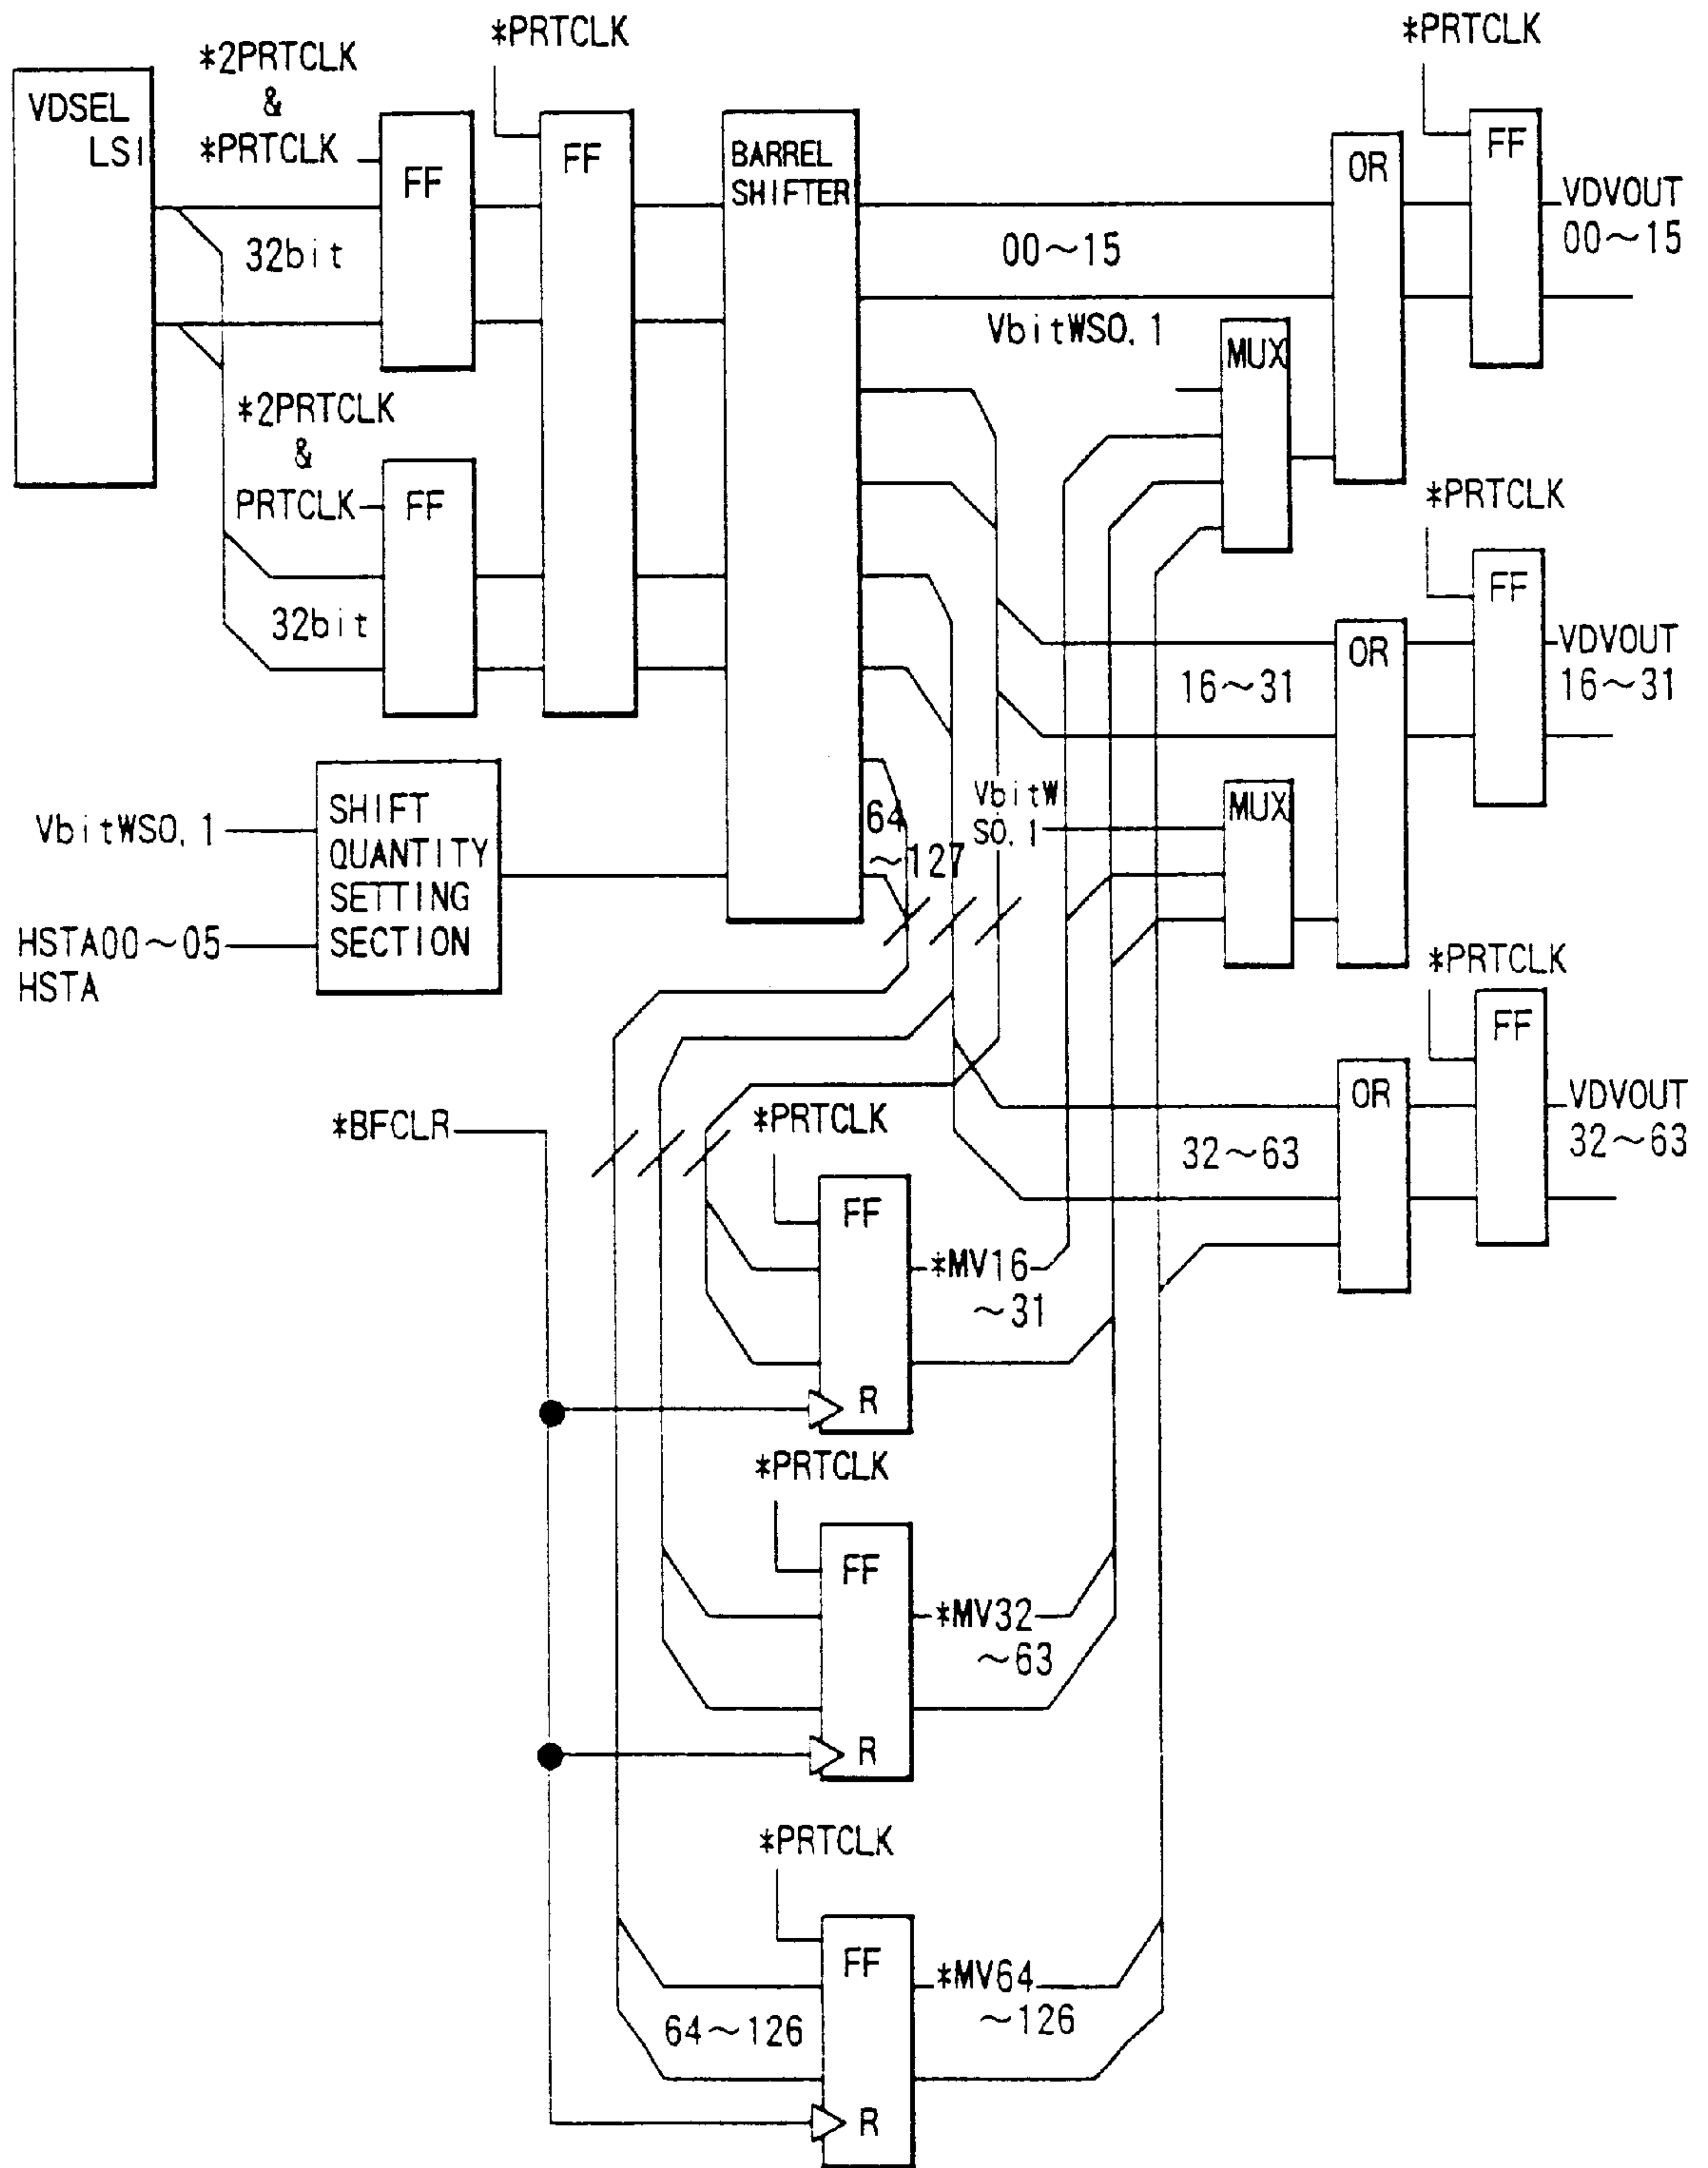 VDSEL
LSI
*2PRTCLK
&
*PRTCLK
FF
32bit
*2PRTCLK
&
PRTCLK
FF
32bit
*PRTCLK
FF
BARREL
SHIFTER
00~15
VbitWS0,1
MUX
OR
*PRTCLK
FF
VDVOUT
00~15
*PRTCLK
FF
VDVOUT
16~31
OR
16~31
VbitW
S0,1
MUX
64
~127
VbitWS0,1
HSTA00~05
HSTA
SHIFT
QUANTITY
SETTING
SECTION
*PRTCLK
FF
VDVOUT
32~63
OR
32~63
*BFCLR
*PRTCLK
FF
*MV16
~31
R
*PRTCLK
FF
*MV32
~63
R
*PRTCLK
FF
*MV64
~126
64~126
R